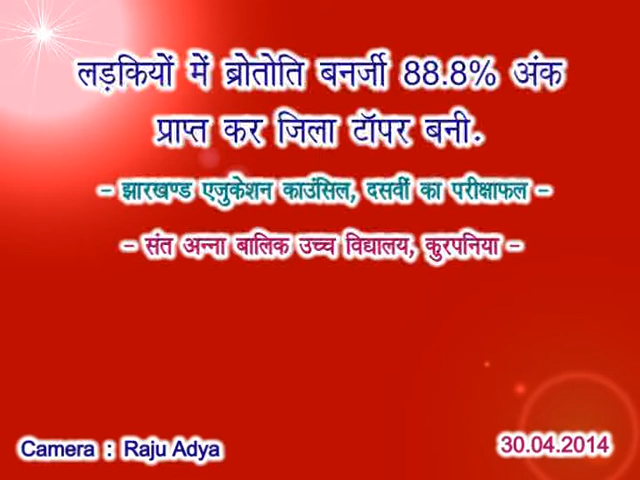 लड़कियों में ब्रोतोति बनर्जी 88.8% अंक
प्राप्त कर जिला टॉपर बनी.
- झारखण्ड एजुकेशन काउंसिल, दसवीं का परीक्षाफल -
- संत अन्ना बालिक उच्च विद्यालय, कुरपनिया -
Camera : Raju Adya
30.04.2014